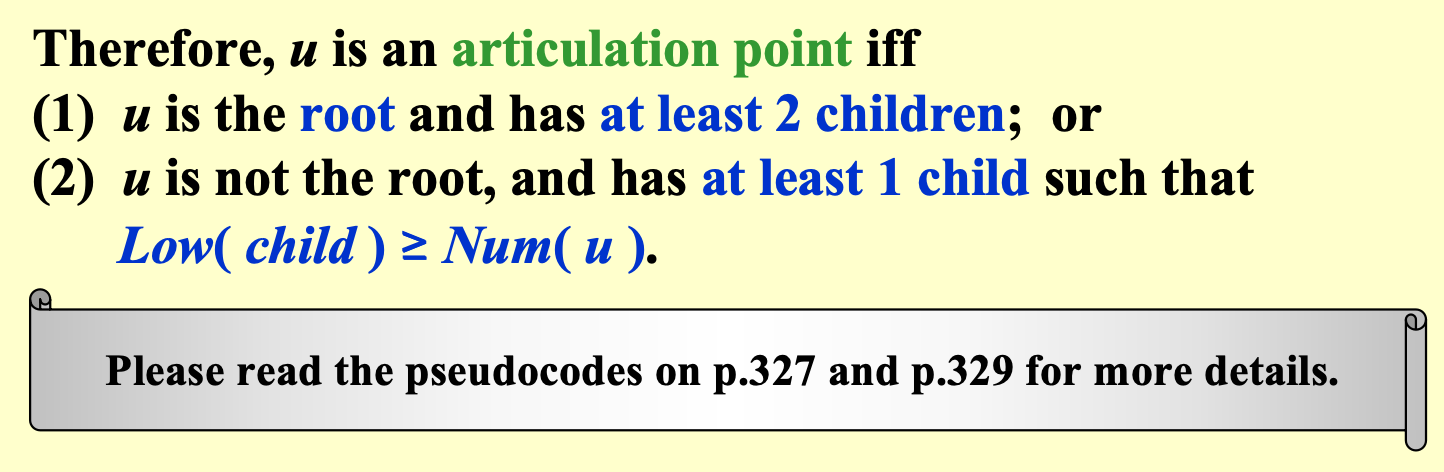 Therefore, u is an articulation point iff
(1) u is the root and has at least 2 children; or
(2) u is not the root, and has at least 1 child such that
Low( child ) ≥ Num( u ).
Please read the pseudocodes on p.327 and p.329 for more details.